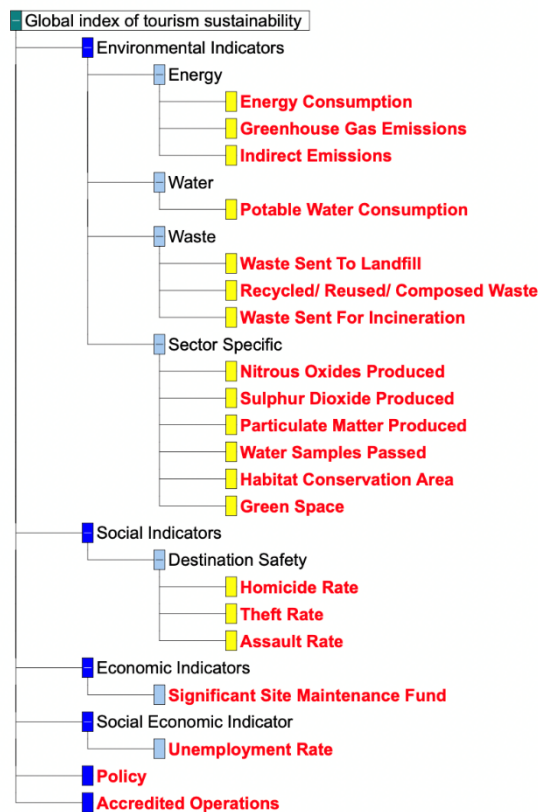 Global index of tourism sustainability
Environmental Indicators
Energy
Energy Consumption
Greenhouse Gas Emissions
Indirect Emissions
Water
Potable Water Consumption
Waste
Waste Sent To Landfill
Recycled/ Reused/ Composed Waste
Waste Sent For Incineration
Sector Specific
Nitrous Oxides Produced
Sulphur Dioxide Produced
Particulate Matter Produced
Water Samples Passed
Habitat Conservation Area
Green Space
Social Indicators
Destination Safety
Homicide Rate
Theft Rate
Assault Rate
Economic Indicators
Significant Site Maintenance Fund
Social Economic Indicator
Unemployment Rate
Policy
Accredited Operations